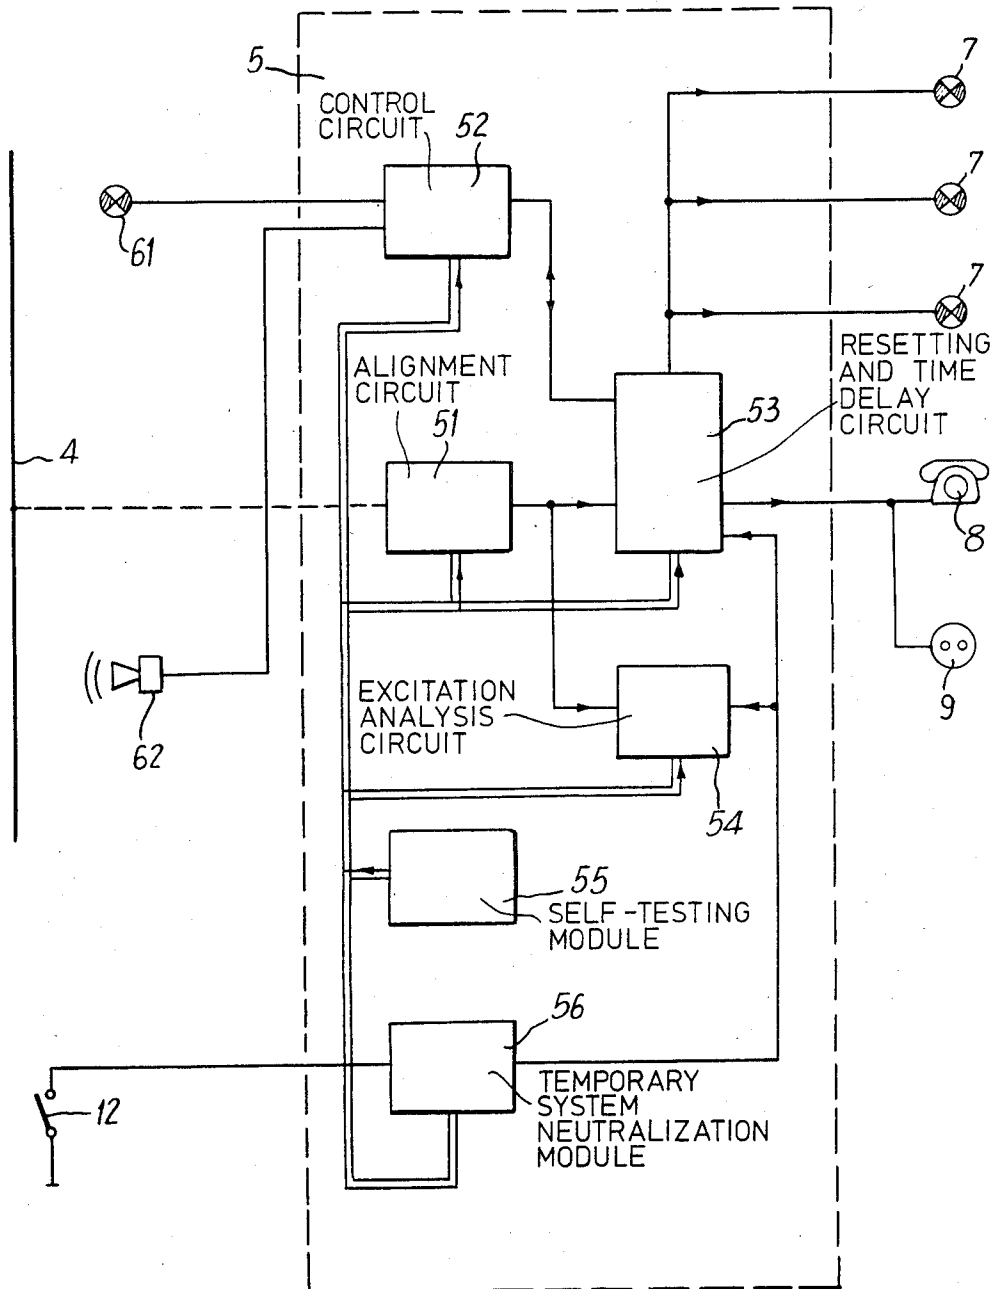 5
7
CONTROL
CIRCUIT
52
7
61
7
ALIGNMENT
CIRCUIT
51
RESETTING
AND TIME
DELAY
CIRCUIT
53
4
8
EXCITATION
ANALYSIS
CIRCUIT
62
9
54
55
SELF-TESTING
MODULE
56
12
TEMPORARY
SYSTEM
NEUTRALIZATION
MODULE